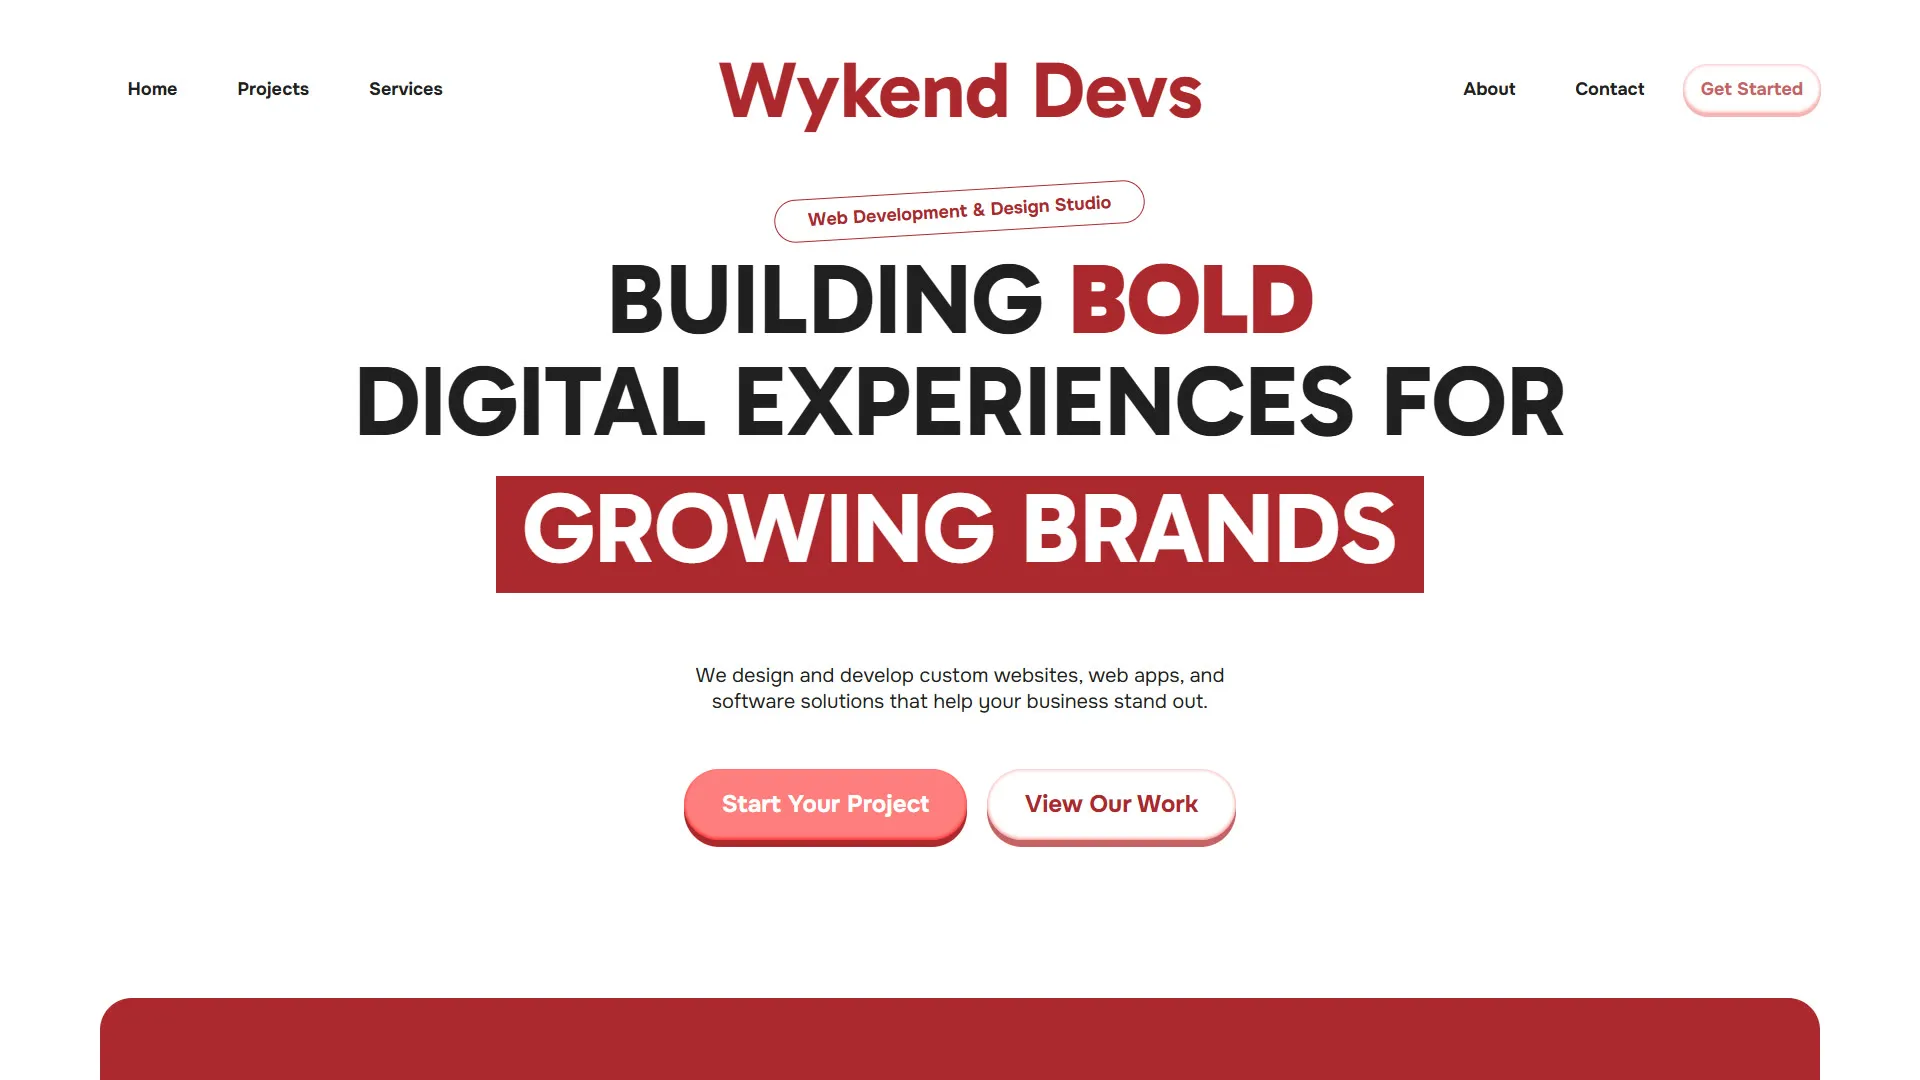 Home Projects Services Wykend Devs About Contact Get Started
Web Development & Design Studio
BUILDING BOLD
DIGITAL EXPERIENCES FOR
GROWING BRANDS
We design and develop custom websites, web apps, and
software solutions that help your business stand out.
Start Your Project View Our Work